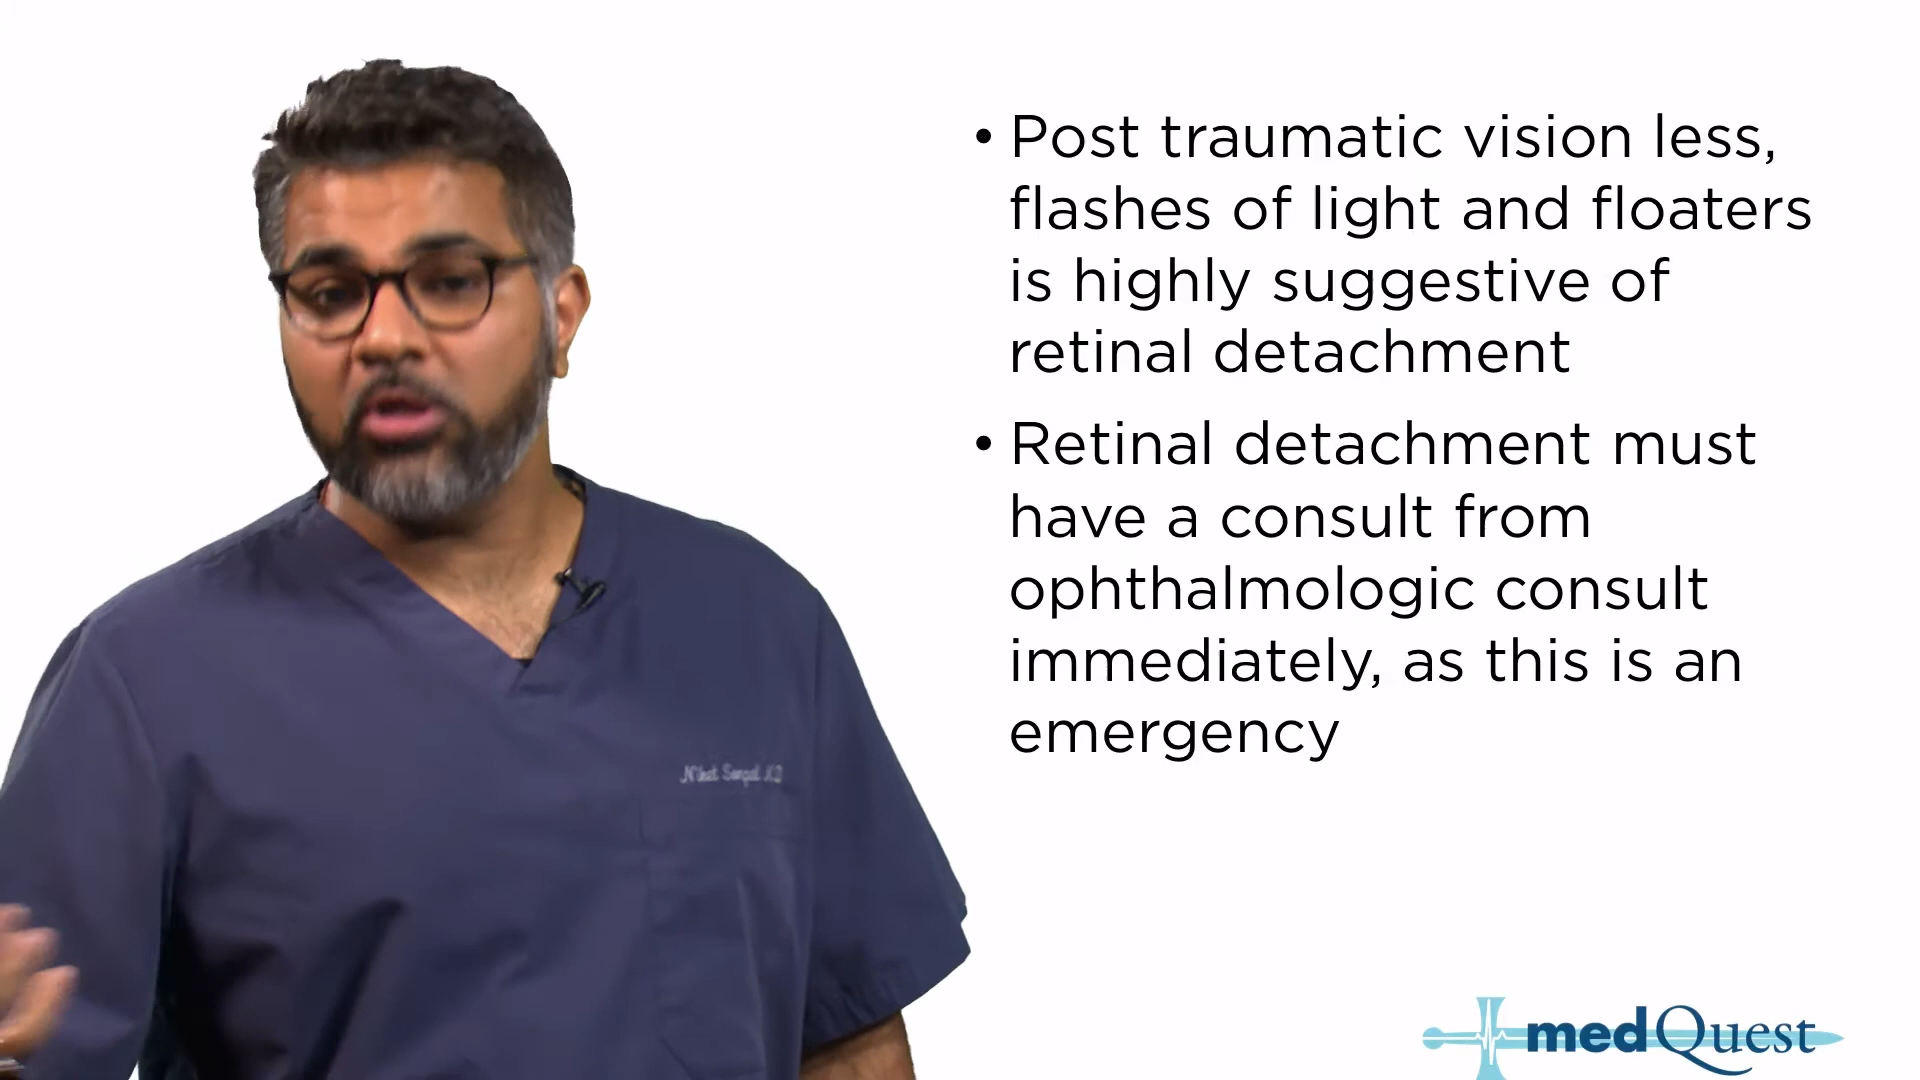 • Post traumatic vision less,
flashes of light and floaters
is highly suggestive of
retinal detachment
• Retinal detachment must
have a consult from
ophthalmologic consult
immediately, as this is an
emergency
medQuest